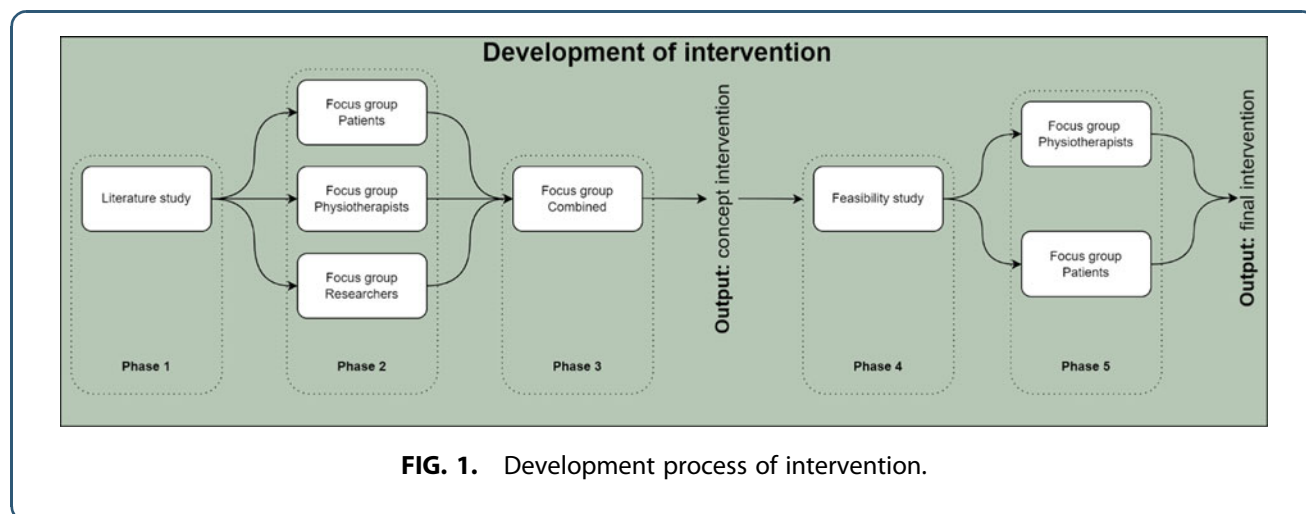 Development of intervention
Literature study
Phase 1
Focus group
Patients
Focus group
Physiotherapists
Focus group
Researchers
Phase 2
Focus group
Combined
Phase 3
Output: concept intervention
Feasibility study
Phase 4
Focus group
Physiotherapists
Focus group
Patients
Phase 5
Output: final intervention
FIG. 1. Development process of intervention.